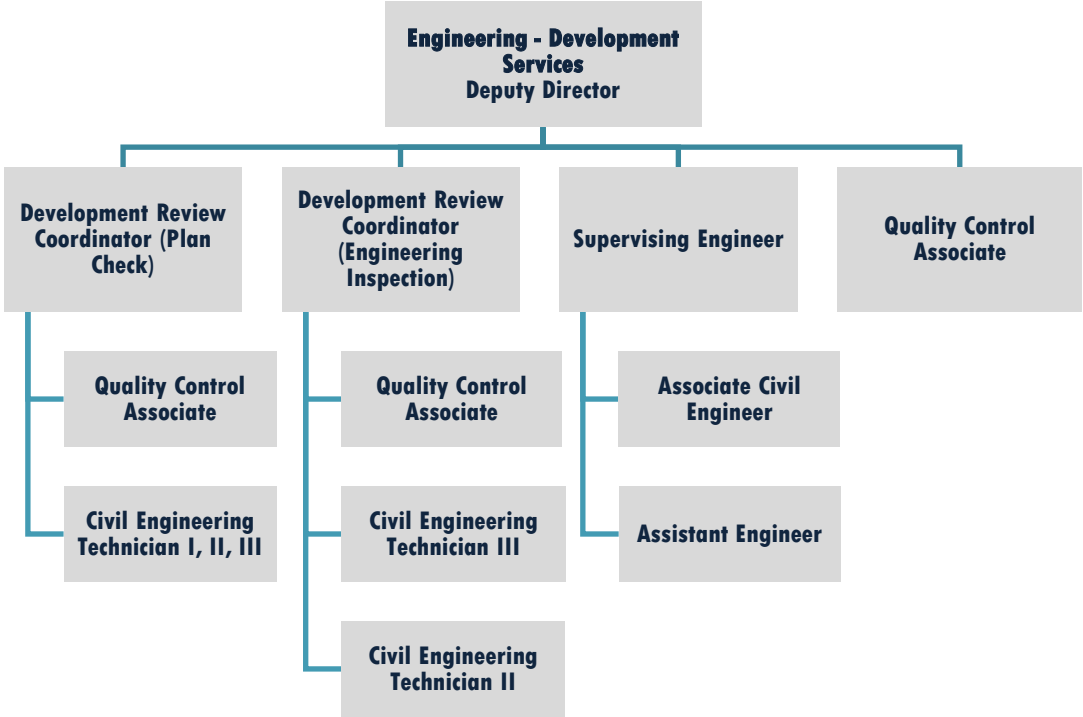 Engineering - Development
Services
Deputy Director
Development Review
Coordinator (Plan
Check)
Development Review
Coordinator
(Engineering
Inspection)
Supervising Engineer
Quality Control
Associate
Quality Control
Associate
Civil Engineering
Technician I, II, III
Quality Control
Associate
Civil Engineering
Technician III
Civil Engineering
Technician II
Associate Civil
Engineer
Assistant Engineer